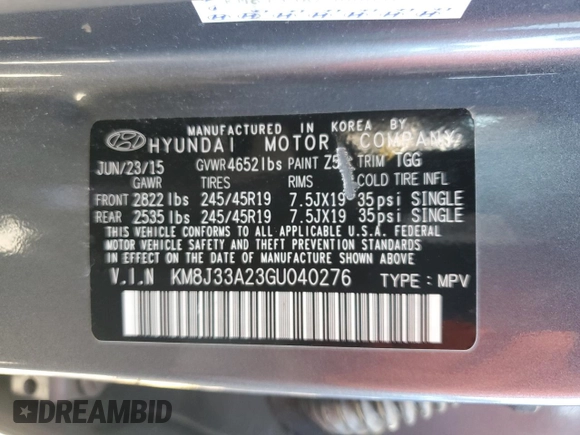 MANUFACTURED IN KOREA BY
HYUNDAI MOTOR COMPANY
JUN/23/15 GVWR 4652lbs PAINT TRIM TGG
GAWR TIRES RIMS COLD TIRE INFL
FRONT 2822 lbs 245/45R19 7.5JX19 35psi SINGLE
REAR 2535 lbs 245/45R19 7.5JX19 35psi SINGLE
THIS VEHICLE CONFORMS TO ALL APPLICABLE U.S.A. FEDERAL
MOTOR VEHICLE SAFETY AND THEFT PREVENTION STANDARDS
IN EFFECT ON THE DATE OF MANUFACTURE SHOWN ABOVE.
V.I.N KM8J33A23GU040276 TYPE : MPV
DREAMBID